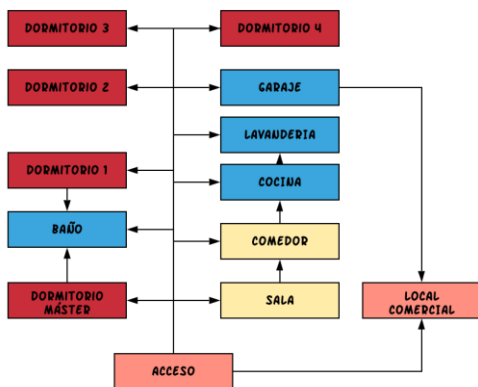 DORMITORIO 3
DORMITORIO 4
DORMITORIO 2
GARAJE
LAVANDERIA
DORMITORIO 1
COCINA
BAÑO
COMEDOR
DORMITORIO
MÁSTER
SALA
LOCAL
COMERCIAL
ACCESO